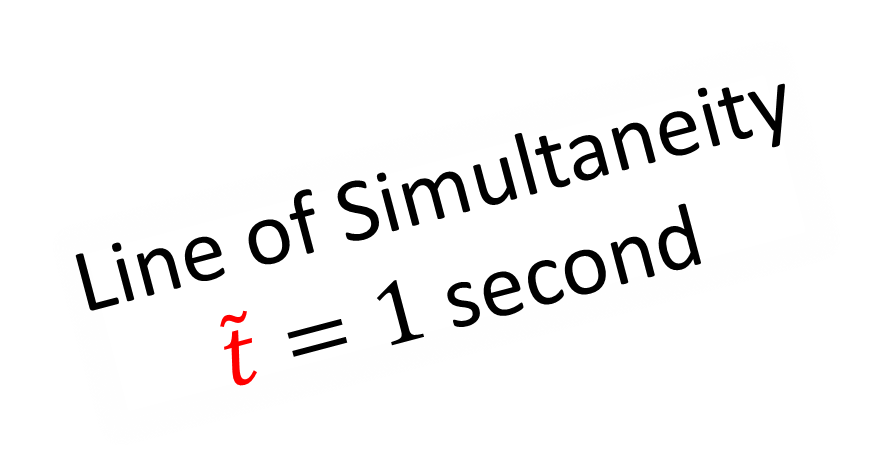 Line of Simultaneity
t̃ = 1 second